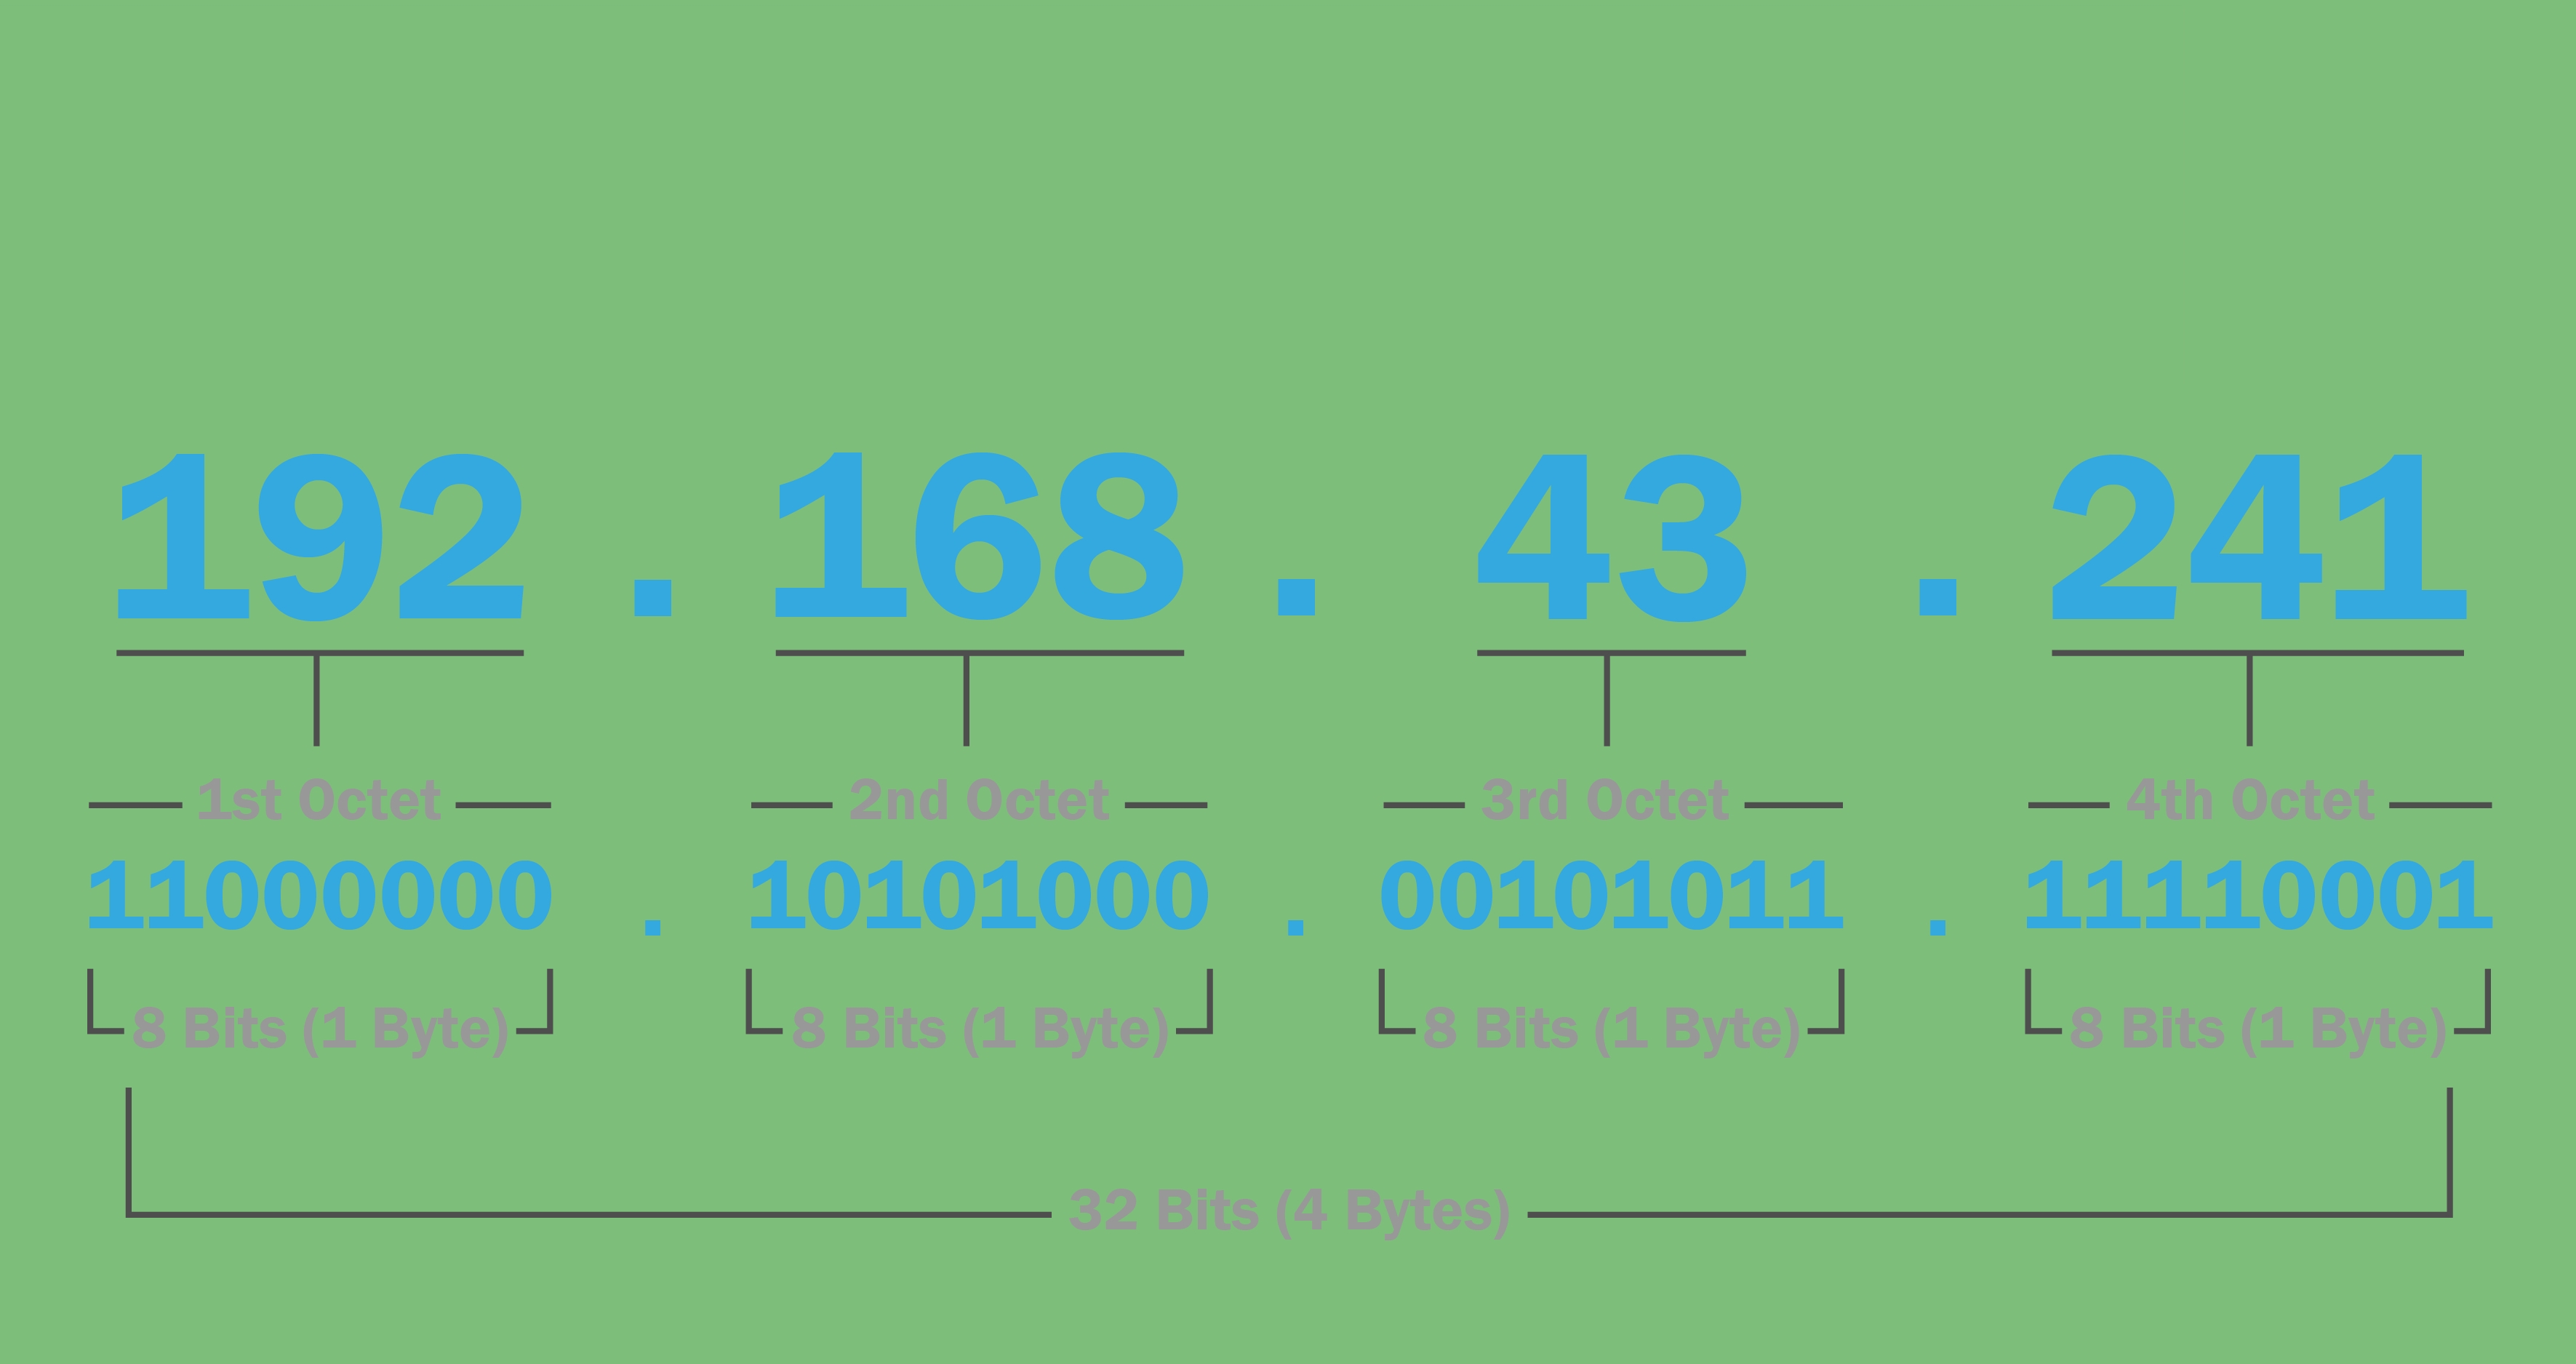 192 . 168 . 43 . 241
1st Octet 2nd Octet 3rd Octet 4th Octet
11000000 . 10101000 . 00101011 . 11110001
8 Bits (1 Byte) 8 Bits (1 Byte) 8 Bits (1 Byte) 8 Bits (1 Byte)
32 Bits (4 Bytes)